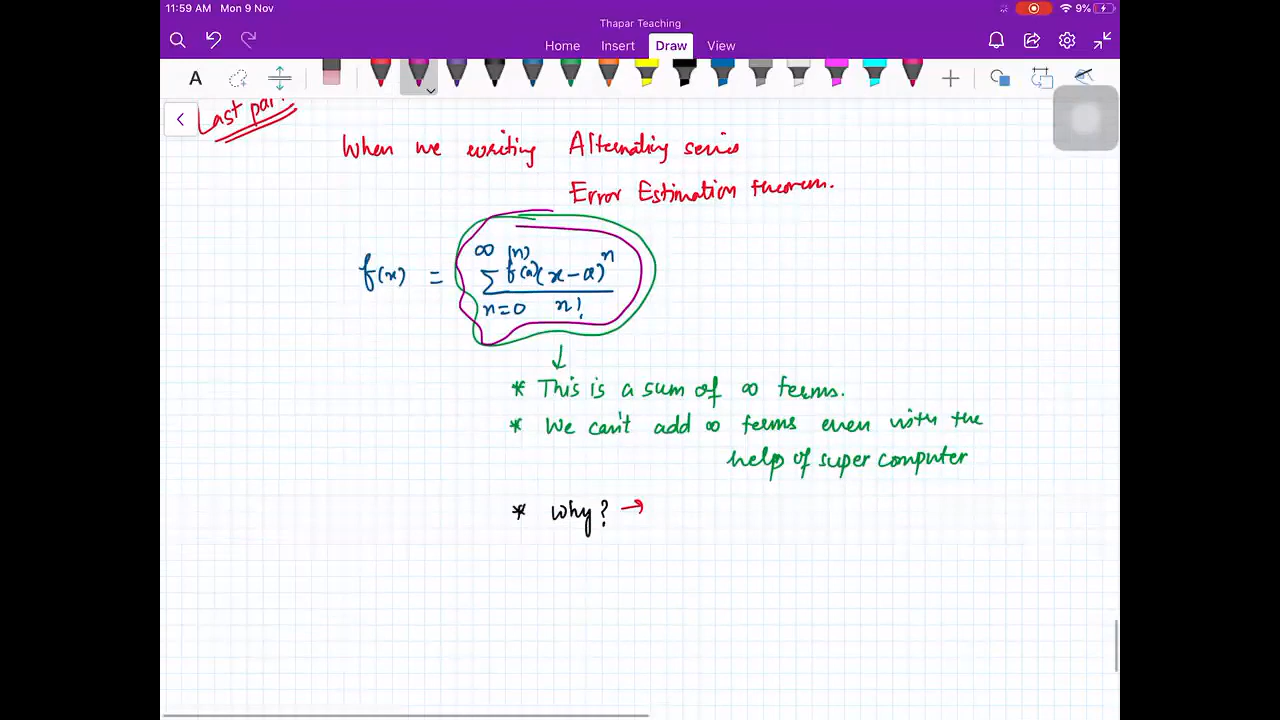 11:59 AM Mon 9 Nov
9%
Thapar Teaching
Home Insert Draw View
A
Last par
When we writing Alternating series
Error Estimation theorem.
f(x) = ∑_{n=0}^{∞} f^{(n)}(a)(x-a)^n / n!
* This is a sum of ∞ terms.
* We can't add ∞ terms even with the
help of super computer
* Why? →